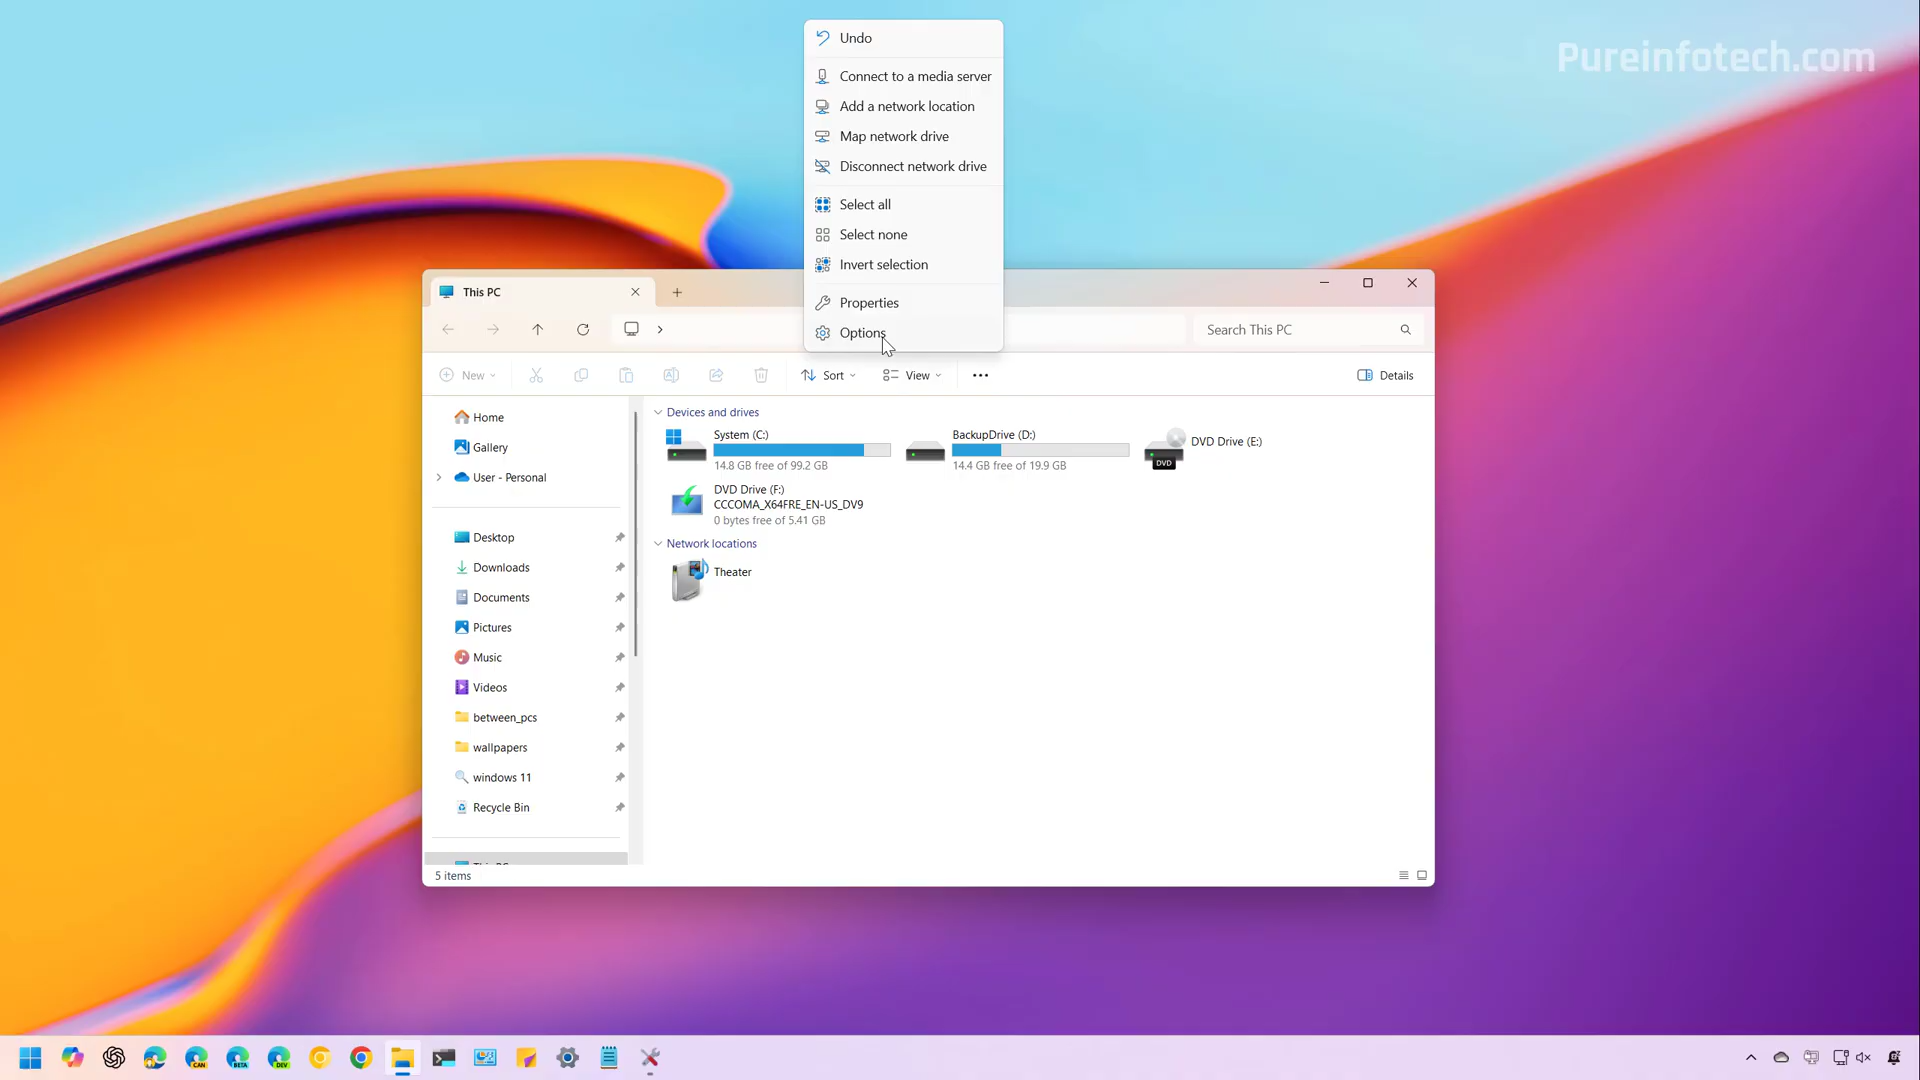 Undo
Pureinfotech.com
Connect to a media server
Add a network location
Map network drive
Disconnect network drive
Select all
Select none
Invert selection
Properties
Options
This PC
Search This PC
New
Sort
View
Details
Home
Gallery
User - Personal
Desktop
Downloads
Documents
Pictures
Music
Videos
between_pcs
wallpapers
windows 11
Recycle Bin
This PC
Devices and drives
System (C:)
14.8 GB free of 99.2 GB
BackupDrive (D:)
14.4 GB free of 19.9 GB
DVD
DVD Drive (E:)
DVD Drive (F:)
CCCOMA_X64FRE_EN-US_DV9
0 bytes free of 5.41 GB
Network locations
Theater
5 items
CAN
BETA
DEV